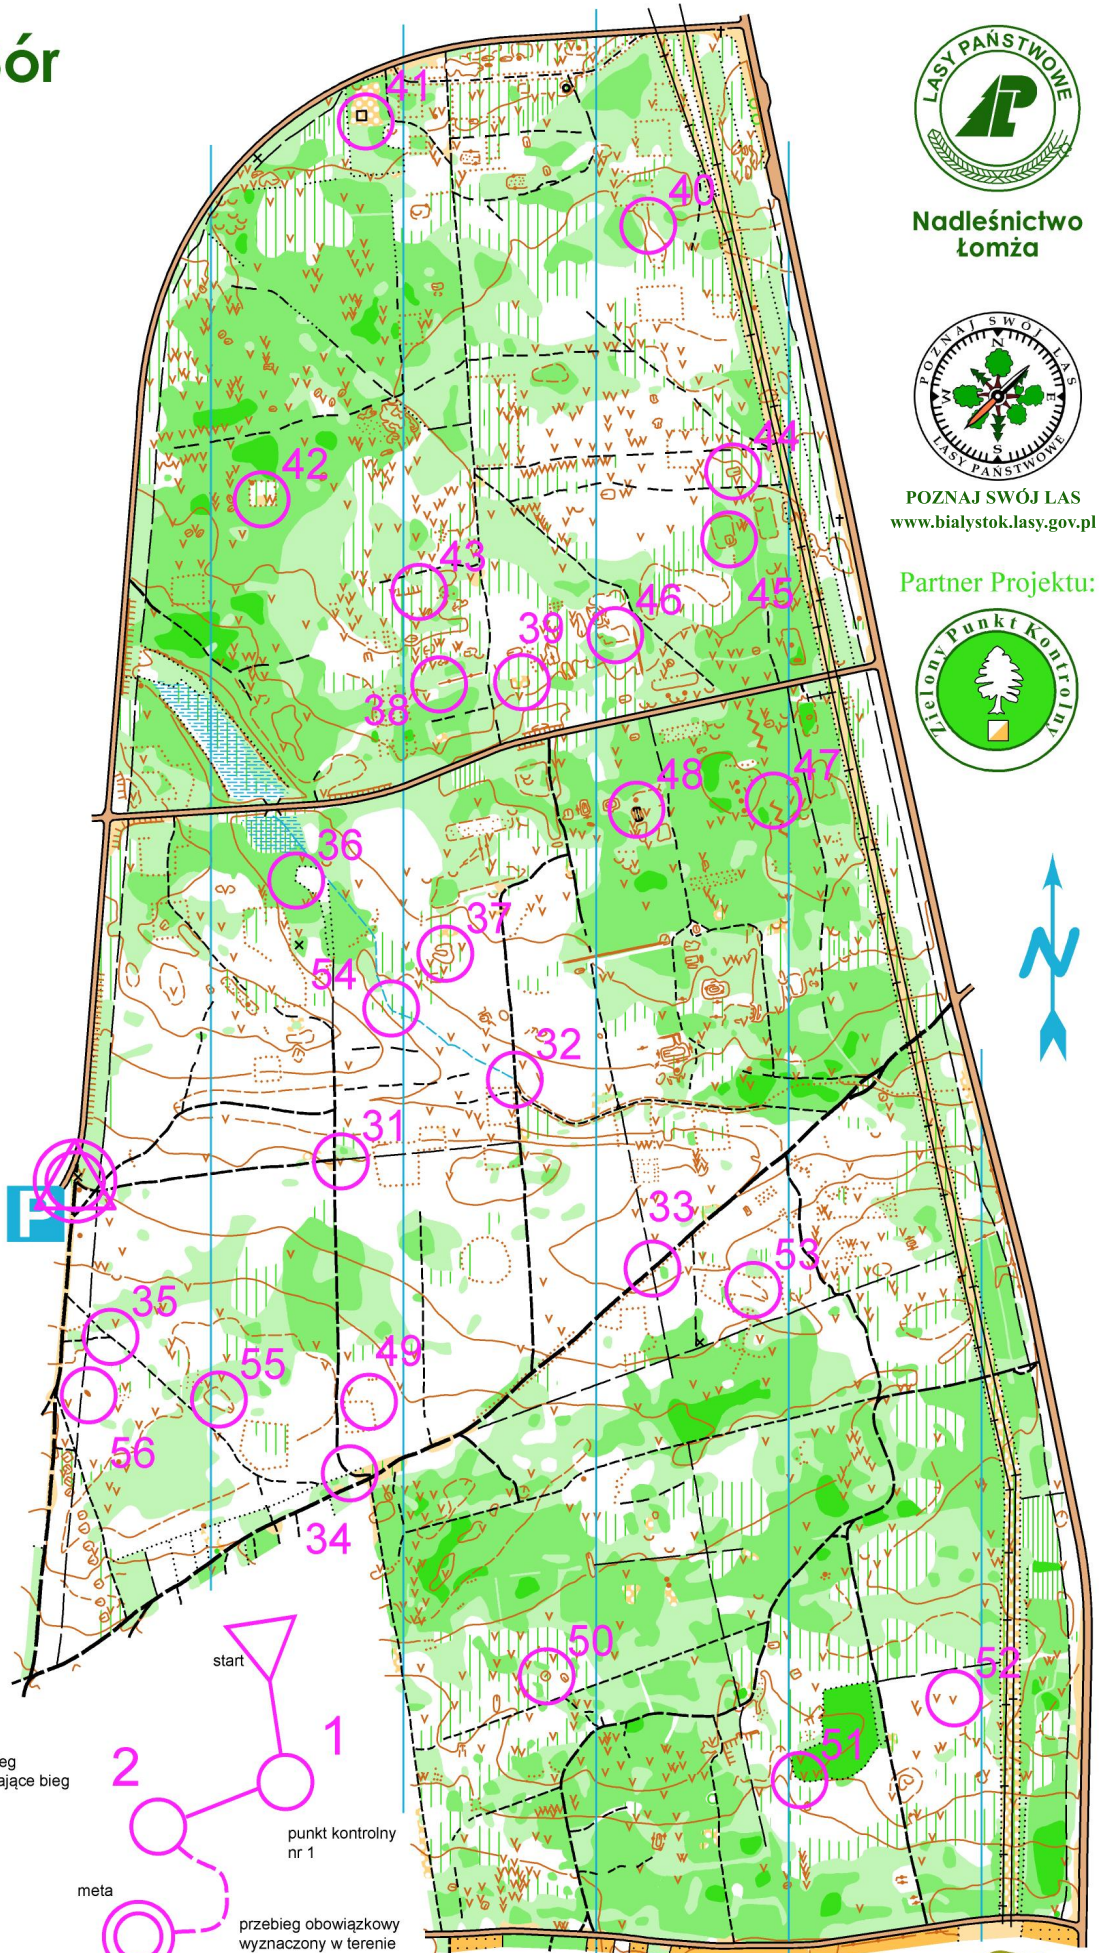 ór
LASY PAŃSTWOWE
Nadleśnictwo
Łomża
POZNAJ SWÓJ LAS
N
E
S
LASY PAŃSTWOWE
POZNAJ SWÓJ LAS
www.bialystok.lasy.gov.pl
Partner Projektu:
Zielony Punkt Kontrolny
N
41
40
42
44
43
45
46
39
38
47
48
36
37
54
32
31
P
33
53
35
55
49
56
34
50
52
51
start
1
2
eg
ające bieg
punkt kontrolny
nr 1
meta
przebieg obowiązkowy
wyznaczony w terenie